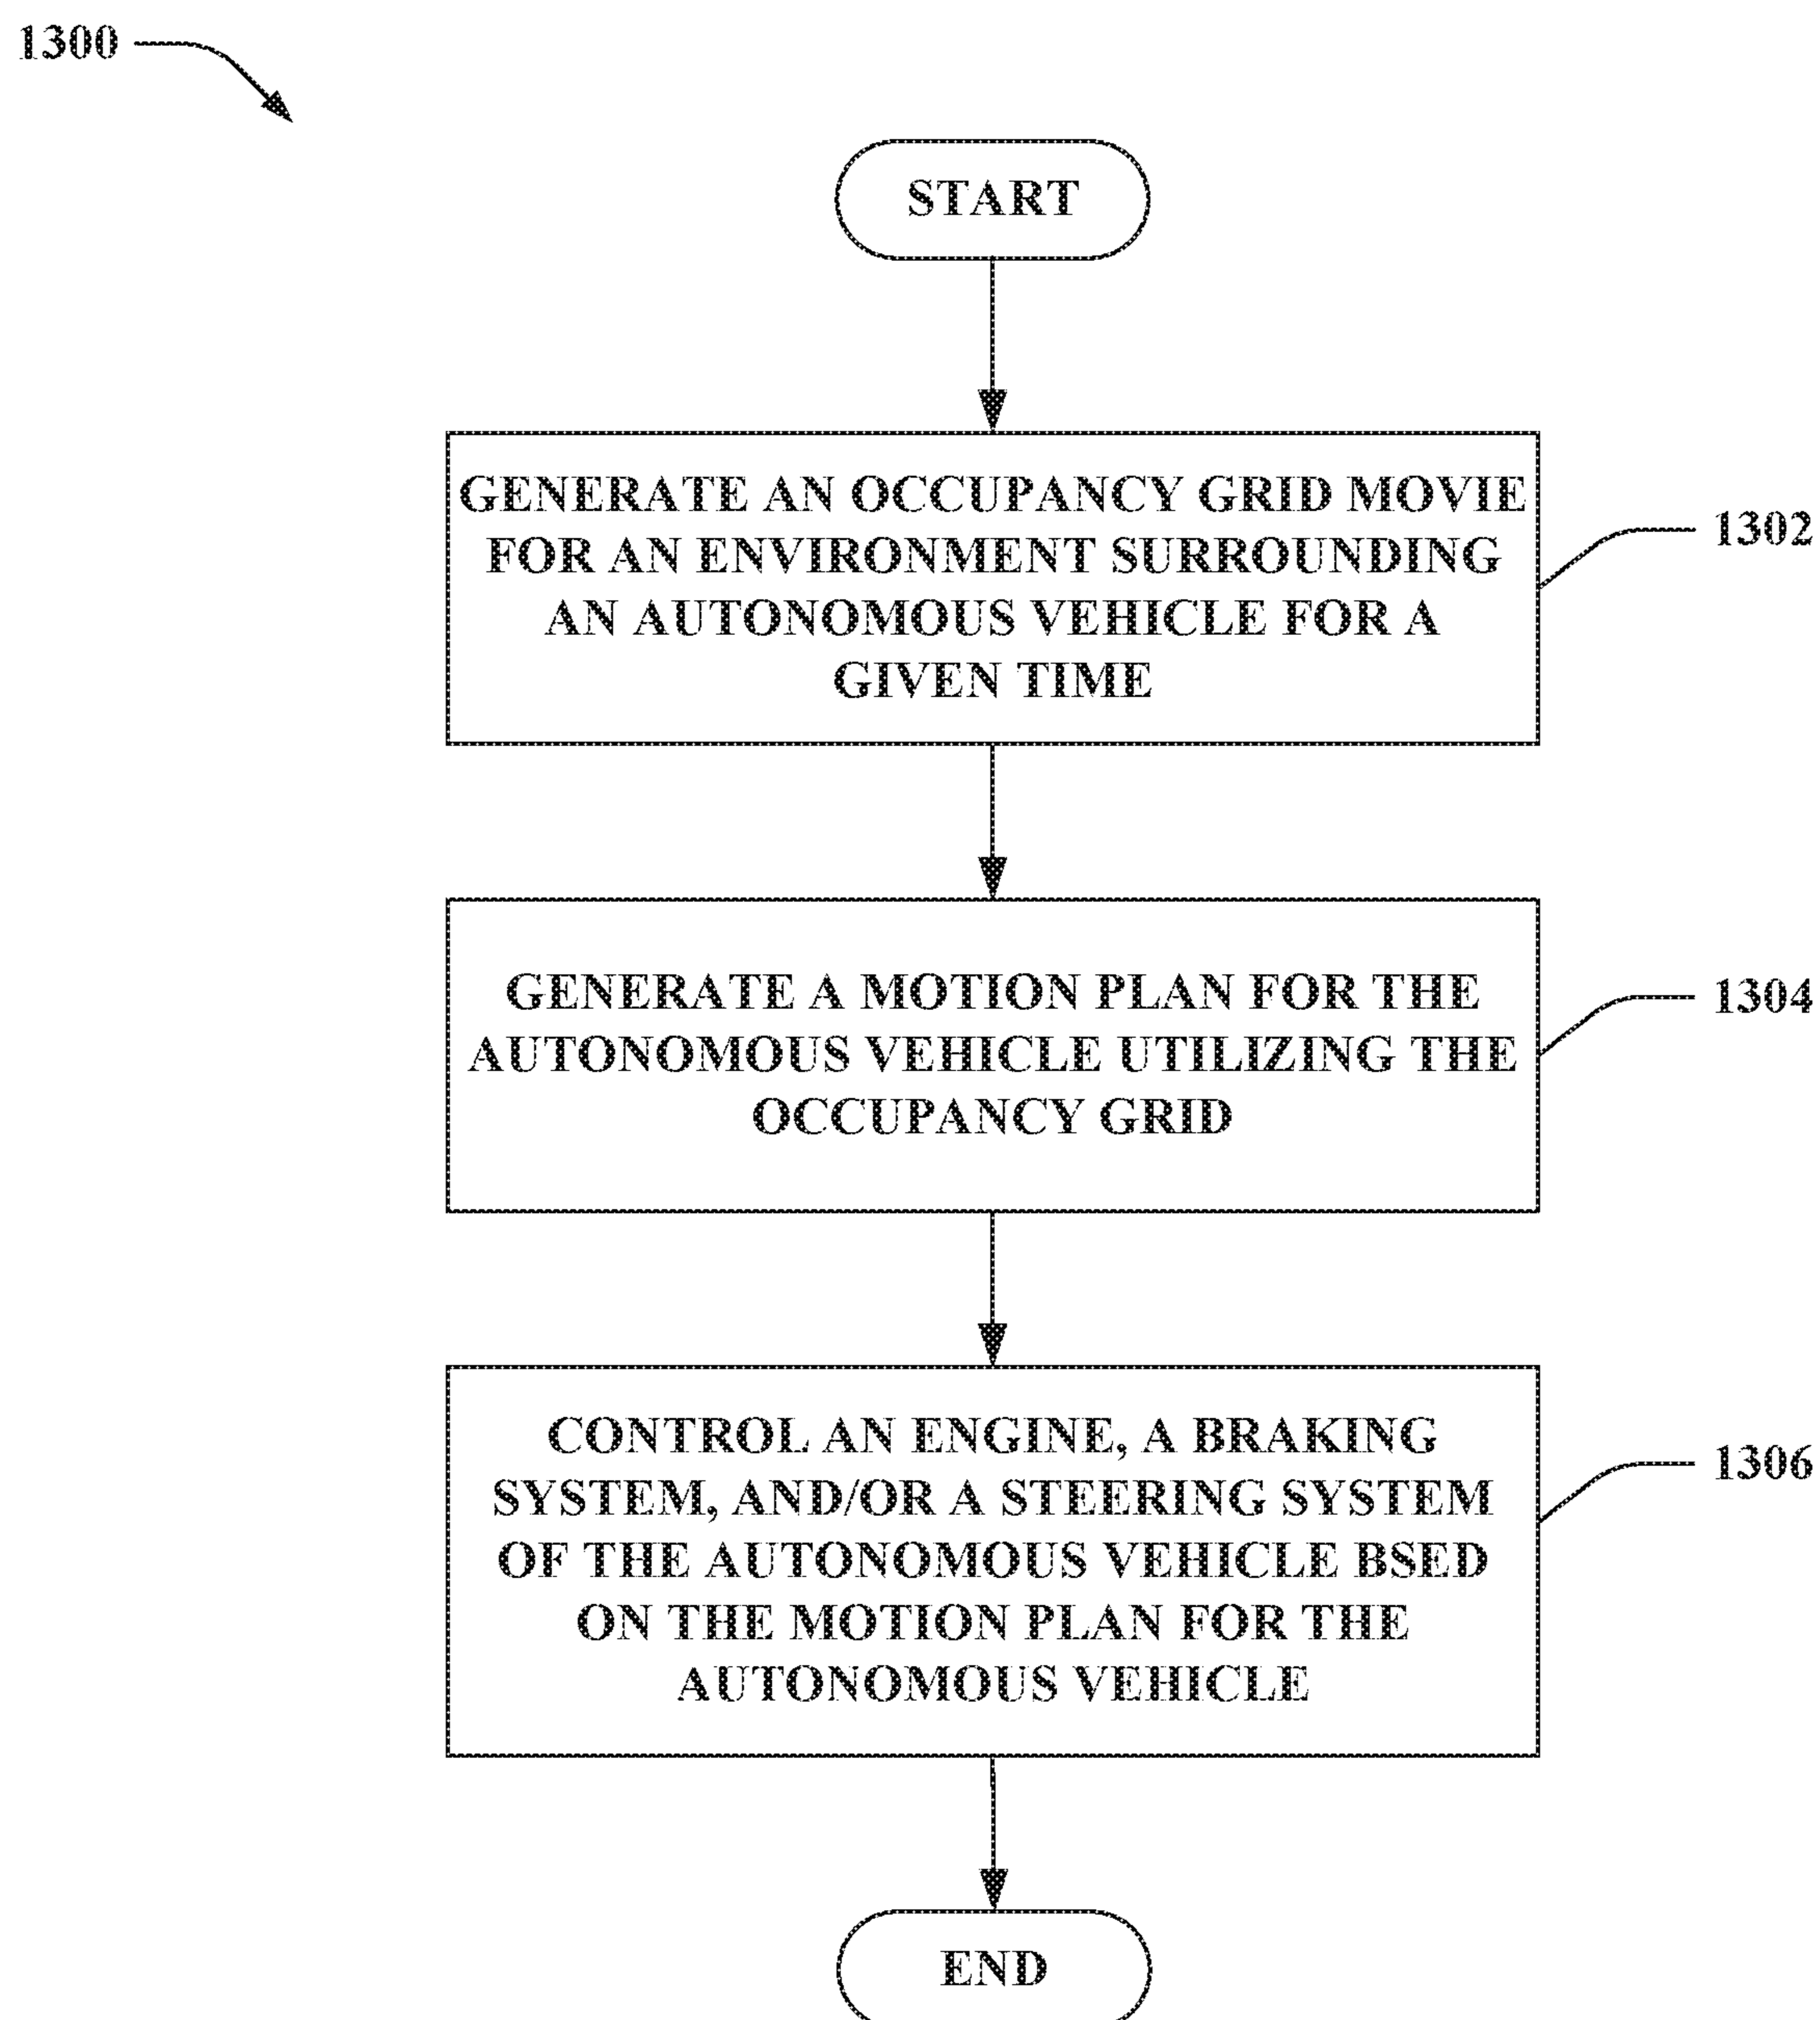 1300
START
GENERATE AN OCCUPANCY GRID MOVIE
FOR AN ENVIRONMENT SURROUNDING
AN AUTONOMOUS VEHICLE FOR A
GIVEN TIME
1302
GENERATE A MOTION PLAN FOR THE
AUTONOMOUS VEHICLE UTILIZING THE
OCCUPANCY GRID
1304
CONTROL AN ENGINE, A BRAKING
SYSTEM, AND/OR A STEERING SYSTEM
OF THE AUTONOMOUS VEHICLE BSED
ON THE MOTION PLAN FOR THE
AUTONOMOUS VEHICLE
1306
END